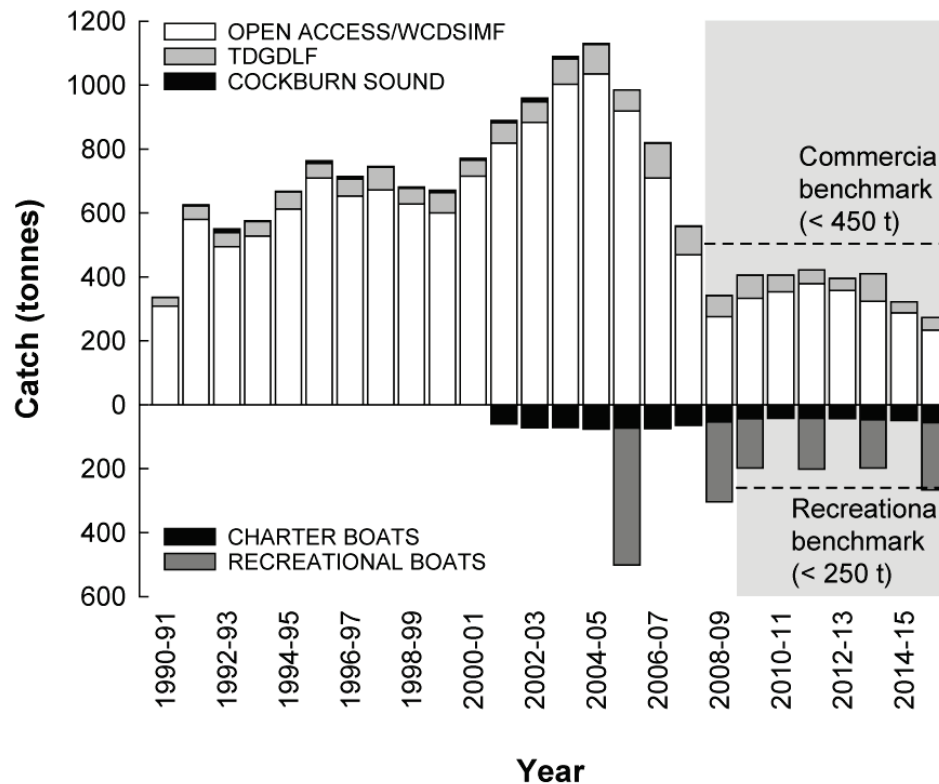 1200
1000
800
600
400
200
0
200
400
600
Catch (tonnes)
OPEN ACCESS/WCDSIMF
TDGDLF
COCKBURN SOUND
Commercia
benchmark
(< 450 t)
CHARTER BOATS
RECREATIONAL BOATS
Recreationa
benchmark
(< 250 t)
1990-91
1992-93
1994-95
1996-97
1998-99
2000-01
2002-03
2004-05
2006-07
2008-09
2010-11
2012-13
2014-15
Year